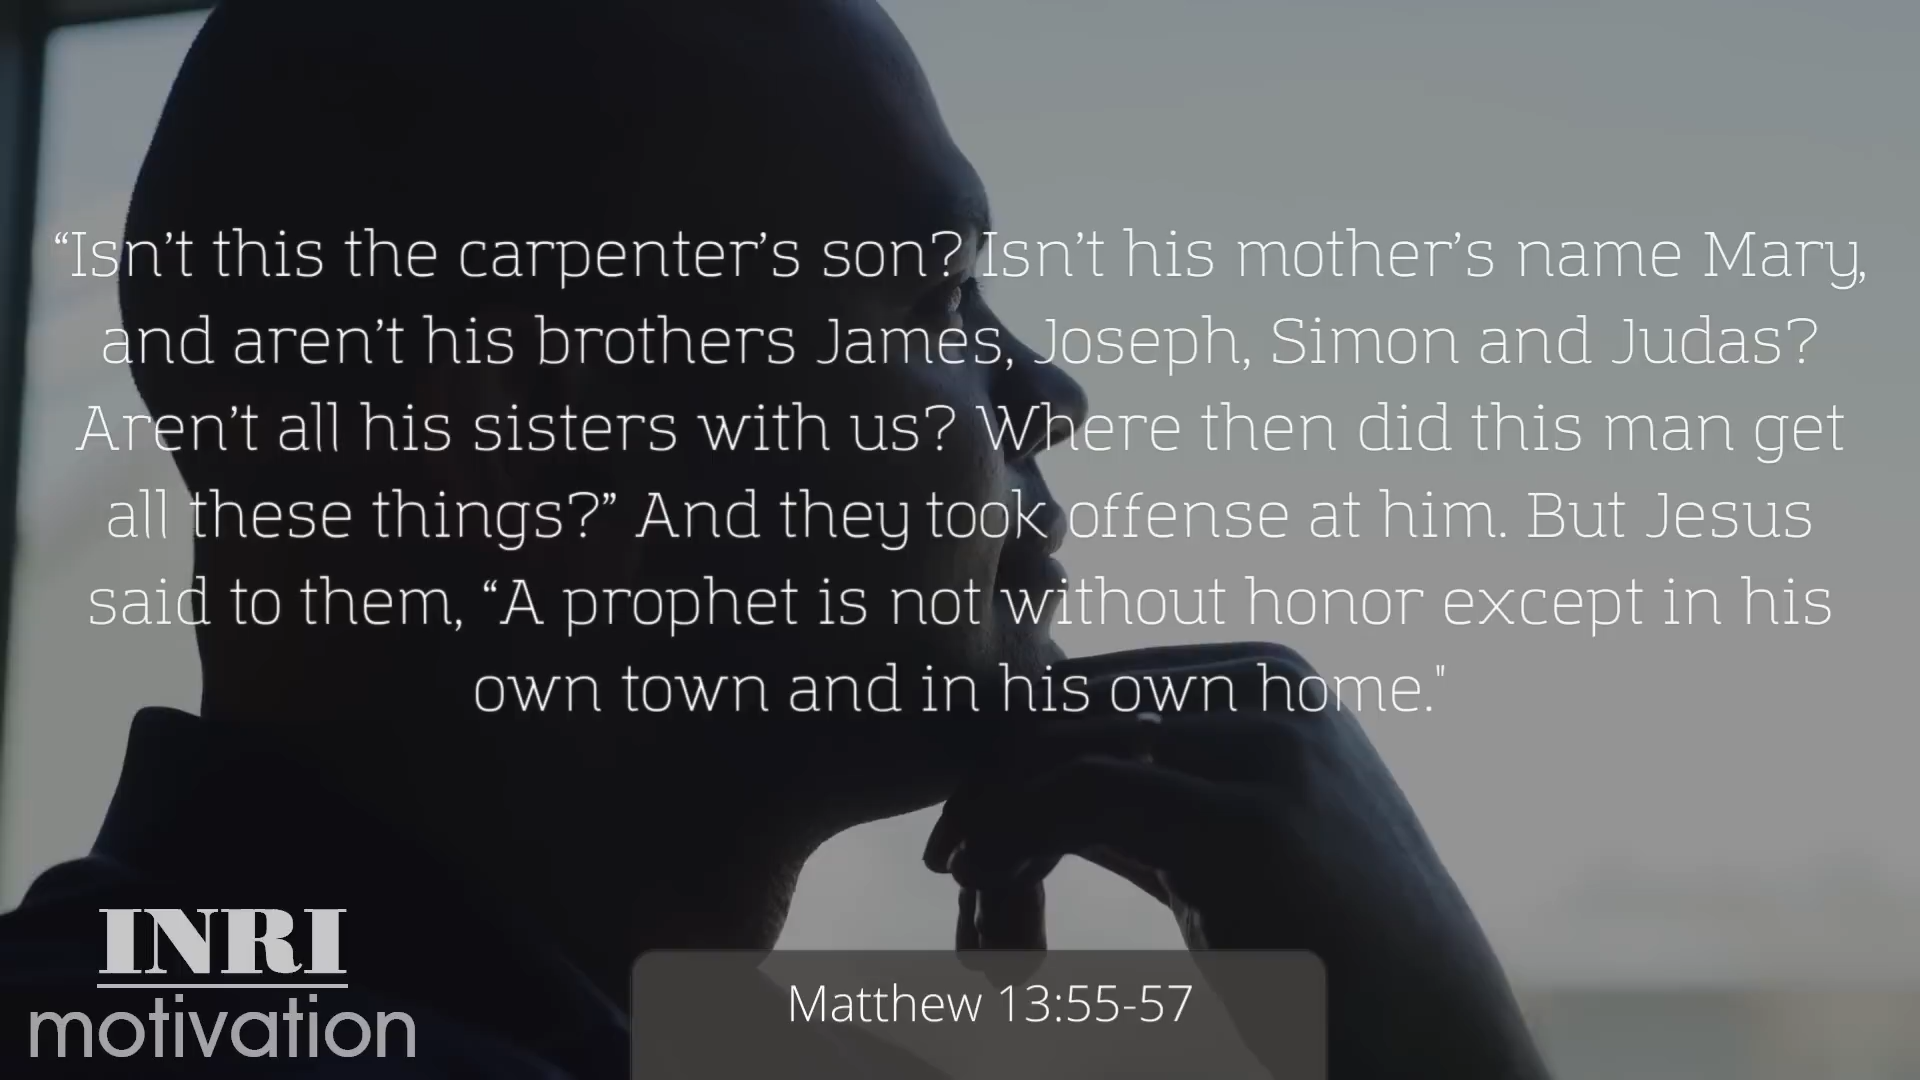 “Isn’t this the carpenter’s son? Isn’t his mother’s name Mary,
and aren’t his brothers James, Joseph, Simon and Judas?
Aren’t all his sisters with us? Where then did this man get
all these things?” And they took offense at him. But Jesus
said to them, “A prophet is not without honor except in his
own town and in his own home."
INRI
motivation
Matthew 13:55-57